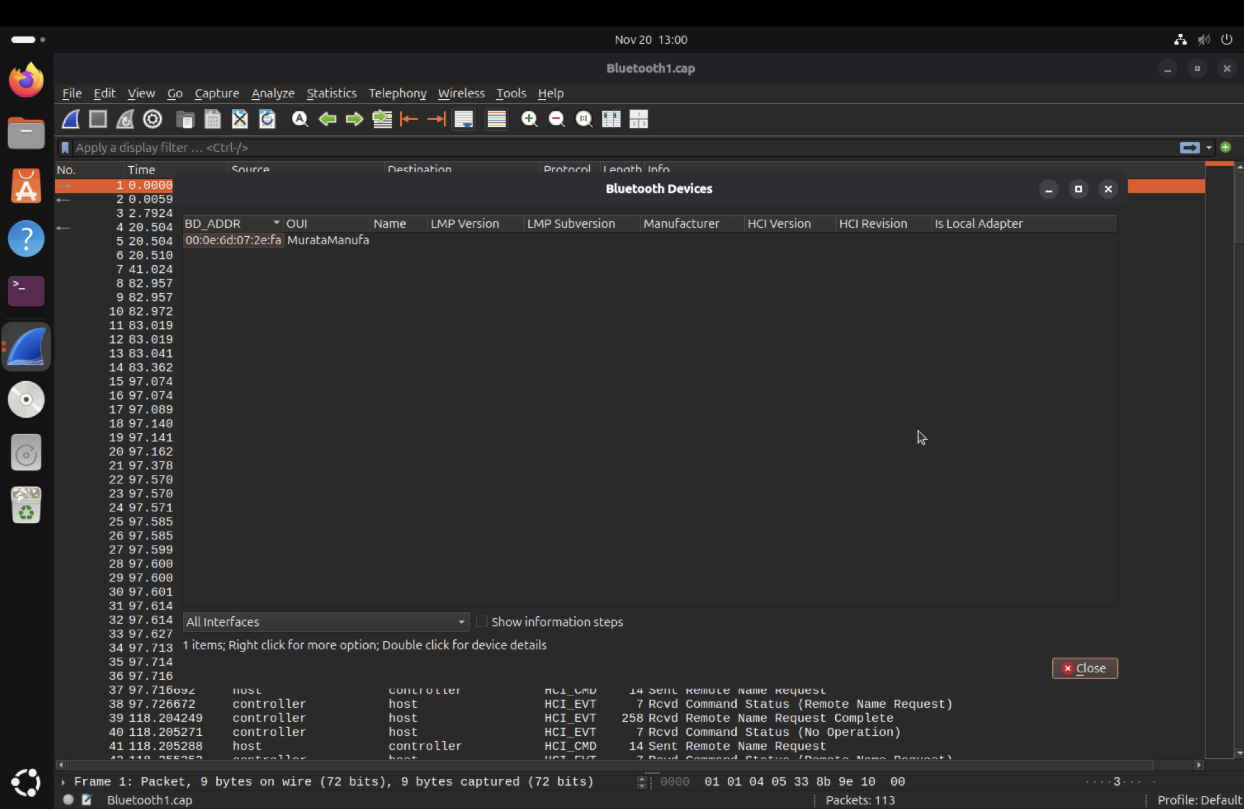 Nov 20 13:00
Bluetooth1.cap
File Edit View Go Capture Analyze Statistics Telephony Wireless Tools Help
Apply a display filter … <Ctrl-/>
No. Time Source Destination Protocol Length Info
Bluetooth Devices
1 0.0000
2 0.0059
3 2.7924
BD_ADDR OUI Name LMP Version LMP Subversion Manufacturer HCI Version HCI Revision Is Local Adapter
4 20.504
00:0e:6d:07:2e:fa MurataManufa
5 20.504
6 20.510
7 41.024
8 82.957
9 82.957
10 82.972
11 83.019
12 83.019
13 83.041
14 83.362
15 97.074
16 97.074
17 97.089
18 97.140
19 97.141
20 97.162
21 97.378
22 97.570
23 97.570
24 97.571
25 97.585
26 97.585
27 97.599
28 97.600
29 97.600
30 97.601
31 97.614
32 97.614
All Interfaces Show information steps
33 97.627
34 97.713
1 items; Right click for more option; Double click for device details
35 97.714
36 97.716
Close
37 97.716692 host controller HCI_CMD 14 Sent Remote Name Request
38 97.726672 controller host HCI_EVT 7 Rcvd Command Status (Remote Name Request)
39 118.204249 controller host HCI_EVT 258 Rcvd Remote Name Request Complete
40 118.205271 controller host HCI_EVT 7 Rcvd Command Status (No Operation)
41 118.205288 host controller HCI_CMD 14 Sent Remote Name Request
Frame 1: Packet, 9 bytes on wire (72 bits), 9 bytes captured (72 bits)
0000 01 01 04 05 33 8b 9e 10 00 ····3··· ·
Bluetooth1.cap Packets: 113 Profile: Default